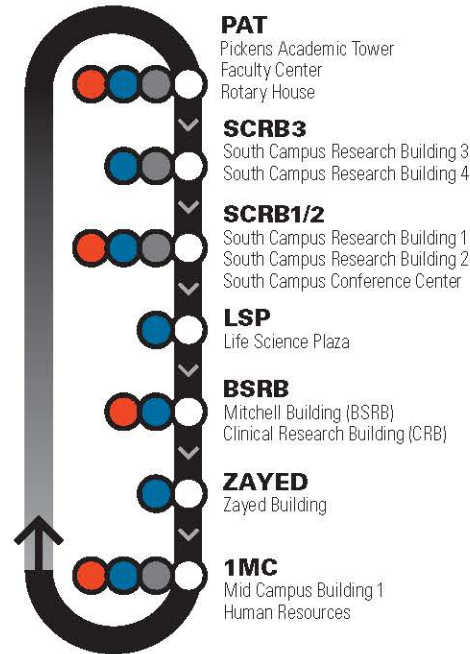 PAT
Pickens Academic Tower
Faculty Center
Rotary House
SCRB3
South Campus Research Building 3
South Campus Research Building 4
SCRB1/2
South Campus Research Building 1
South Campus Research Building 2
South Campus Conference Center
LSP
Life Science Plaza
BSRB
Mitchell Building (BSRB)
Clinical Research Building (CRB)
ZAYED
Zayed Building
1MC
Mid Campus Building 1
Human Resources